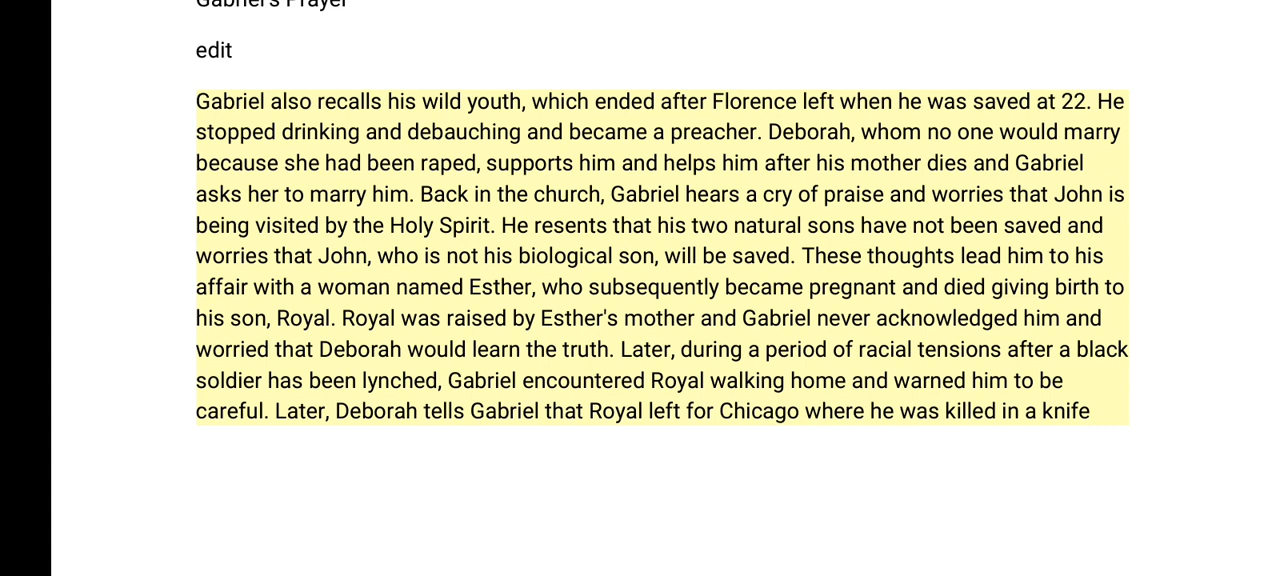 Gabriel's Prayer
edit
Gabriel also recalls his wild youth, which ended after Florence left when he was saved at 22. He
stopped drinking and debauching and became a preacher. Deborah, whom no one would marry
because she had been raped, supports him and helps him after his mother dies and Gabriel
asks her to marry him. Back in the church, Gabriel hears a cry of praise and worries that John is
being visited by the Holy Spirit. He resents that his two natural sons have not been saved and
worries that John, who is not his biological son, will be saved. These thoughts lead him to his
affair with a woman named Esther, who subsequently became pregnant and died giving birth to
his son, Royal. Royal was raised by Esther's mother and Gabriel never acknowledged him and
worried that Deborah would learn the truth. Later, during a period of racial tensions after a black
soldier has been lynched, Gabriel encountered Royal walking home and warned him to be
careful. Later, Deborah tells Gabriel that Royal left for Chicago where he was killed in a knife